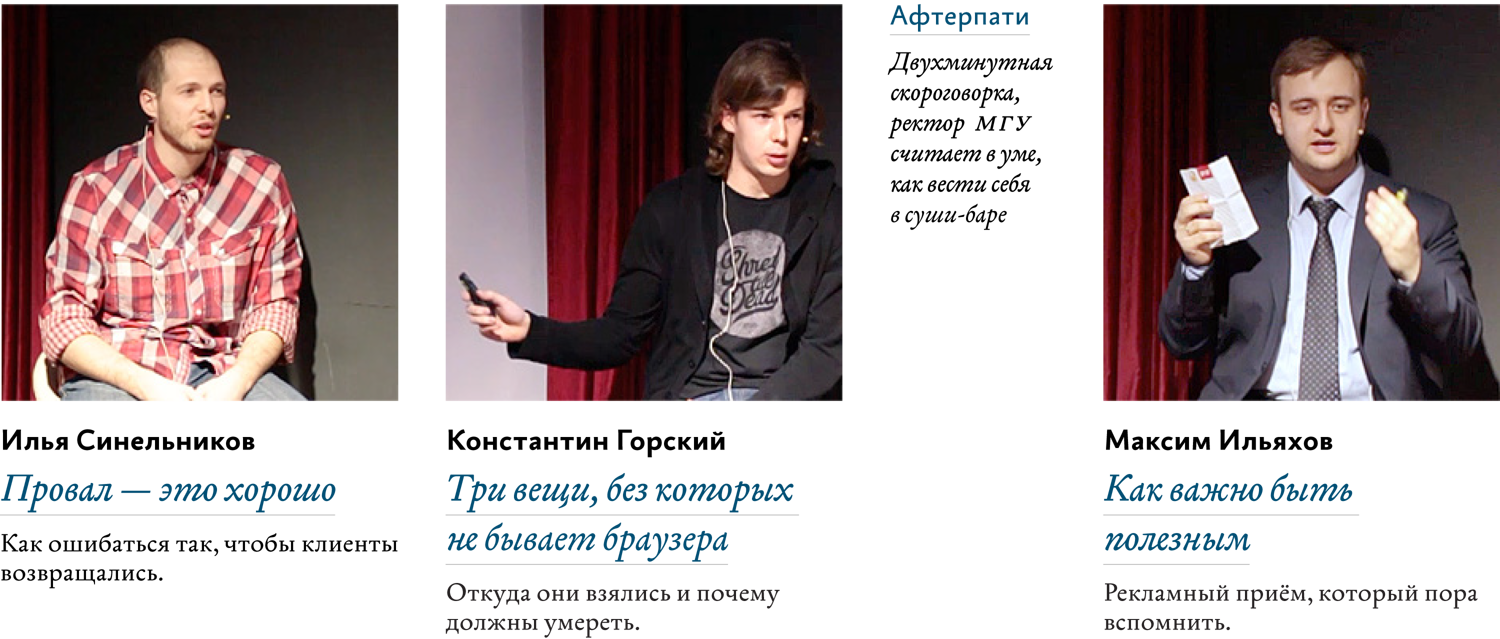 Илья Синельников
Провал — это хорошо
Как ошибаться так, чтобы клиенты
возвращались.
Shred
Dead
Константин Горский
Три вещи, без которых
не бывает браузера
Откуда они взялись и почему
должны умереть.
Афтерпати
Двухминутная
скороговорка,
ректор МГУ
считает в уме,
как вести себя
в суши-баре
Максим Ильяхов
Как важно быть
полезным
Рекламный приём, который пора
вспомнить.